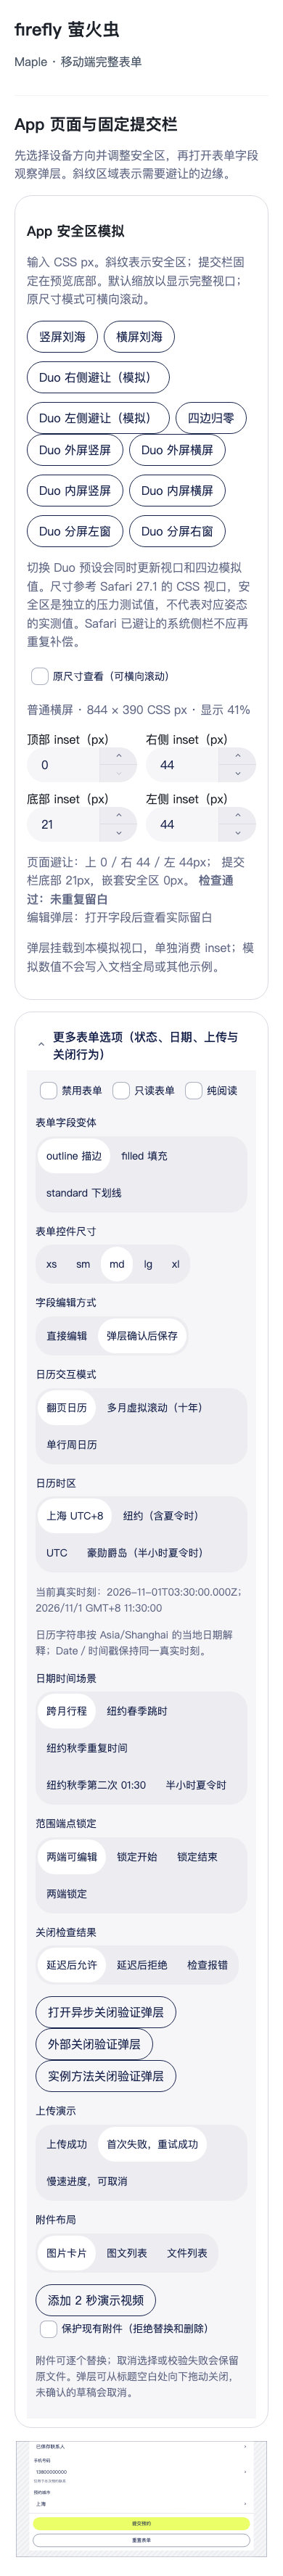 firefly 萤火虫
Maple · 移动端完整表单
App 页面与固定提交栏
先选择设备方向并调整安全区，再打开表单字段
观察弹层。斜纹区域表示需要避让的边缘。
App 安全区模拟
输入 CSS px。斜纹表示安全区；提交栏固
定在预览底部。默认缩放以显示完整视口；
原尺寸模式可横向滚动。
竖屏刘海 横屏刘海
Duo 右侧避让（模拟）
Duo 左侧避让（模拟） 四边归零
Duo 外屏竖屏 Duo 外屏横屏
Duo 内屏竖屏 Duo 内屏横屏
Duo 分屏左窗 Duo 分屏右窗
切换 Duo 预设会同时更新视口和四边模拟
值。尺寸参考 Safari 27.1 的 CSS 视口，安
全区是独立的压力测试值，不代表对应姿态
的实测值。Safari 已避让的系统侧栏不应再
重复补偿。
原尺寸查看（可横向滚动）
普通横屏 · 844 × 390 CSS px · 显示 41%
顶部 inset（px） 右侧 inset（px）
0 44
底部 inset（px） 左侧 inset（px）
21 44
页面避让：上 0 / 右 44 / 左 44px； 提交
栏底部 21px，嵌套安全区 0px。 检查通
过：未重复留白
编辑弹层：打开字段后查看实际留白
弹层挂载到本模拟视口，单独消费 inset；模
拟数值不会写入文档全局或其他示例。
更多表单选项（状态、日期、上传与
关闭行为）
禁用表单 只读表单 纯阅读
表单字段变体
outline 描边 filled 填充
standard 下划线
表单控件尺寸
xs sm md lg xl
字段编辑方式
直接编辑 弹层确认后保存
日历交互模式
翻页日历 多月虚拟滚动（十年）
单行周日历
日历时区
上海 UTC+8 纽约（含夏令时）
UTC 豪勋爵岛（半小时夏令时）
当前真实时刻：2026-11-01T03:30:00.000Z；
2026/11/1 GMT+8 11:30:00
日历字符串按 Asia/Shanghai 的当地日期解
释；Date / 时间戳保持同一真实时刻。
日期时间场景
跨月行程 纽约春季跳时
纽约秋季重复时间
纽约秋季第二次 01:30 半小时夏令时
范围端点锁定
两端可编辑 锁定开始 锁定结束
两端锁定
关闭检查结果
延迟后允许 延迟后拒绝 检查报错
打开异步关闭验证弹层
外部关闭验证弹层
实例方法关闭验证弹层
上传演示
上传成功 首次失败，重试成功
慢速进度，可取消
附件布局
图片卡片 图文列表 文件列表
添加 2 秒演示视频
保护现有附件（拒绝替换和删除）
附件可逐个替换；取消选择或校验失败会保留
原文件。弹层可从标题空白处向下拖动关闭，
未确认的草稿会取消。
已保存联系人
手机号码
13800000000
预约城市
上海
提交预约
重置表单